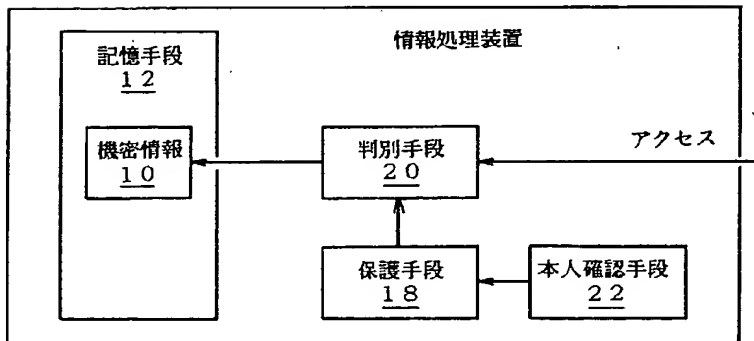 情報処理装置
記憶手段
12
機密情報
10
判別手段
20
アクセス
保護手段
18
本人確認手段
22